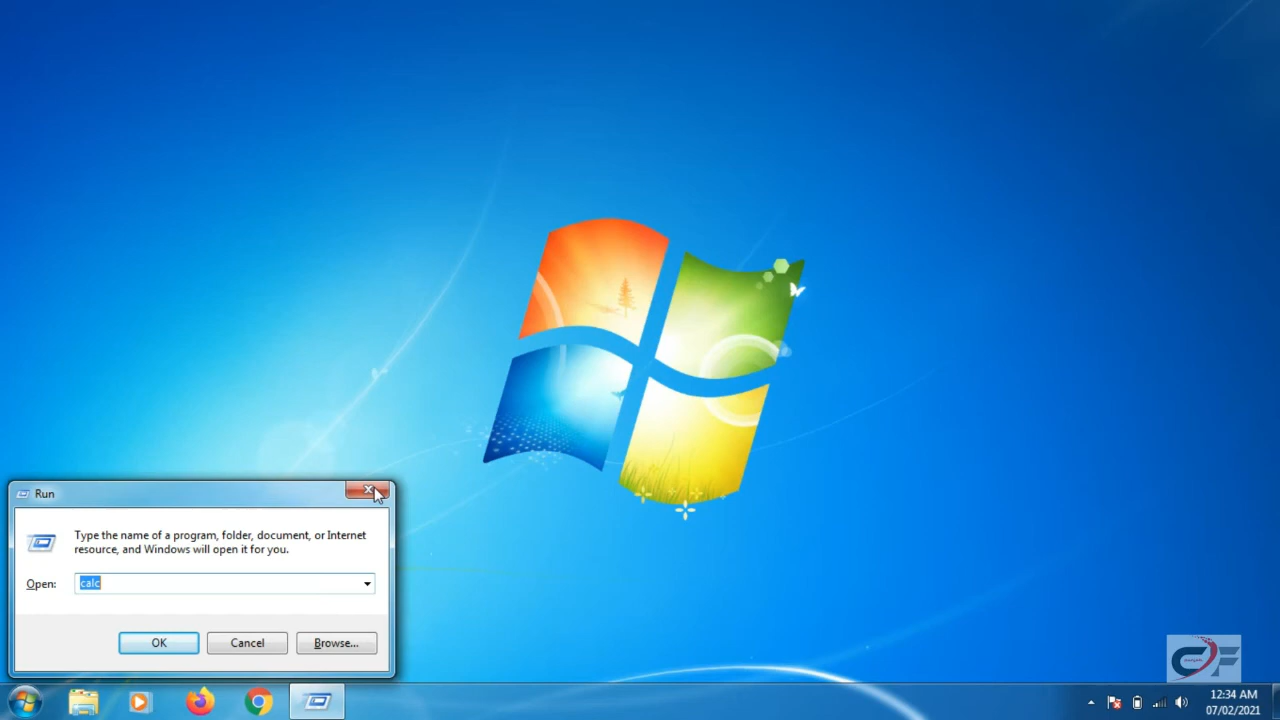 Run
Type the name of a program, folder, document, or Internet
resource, and Windows will open it for you.
Open:
calc
OK
Cancel
Browse...
12:34 AM
07/02/2021